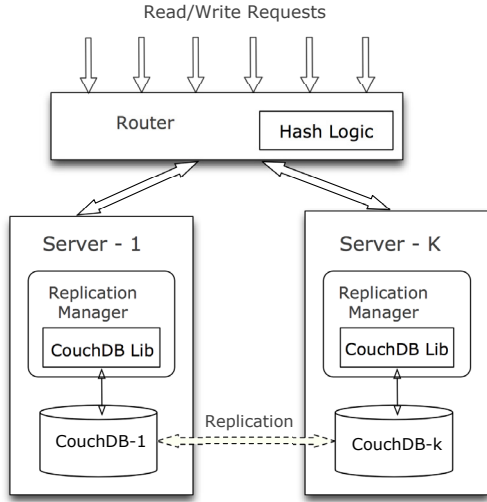 Read/Write Requests
Router
Hash Logic
Server - 1
Server - K
Replication
Manager
CouchDB Lib
Replication
Manager
CouchDB Lib
Replication
CouchDB-1
CouchDB-k